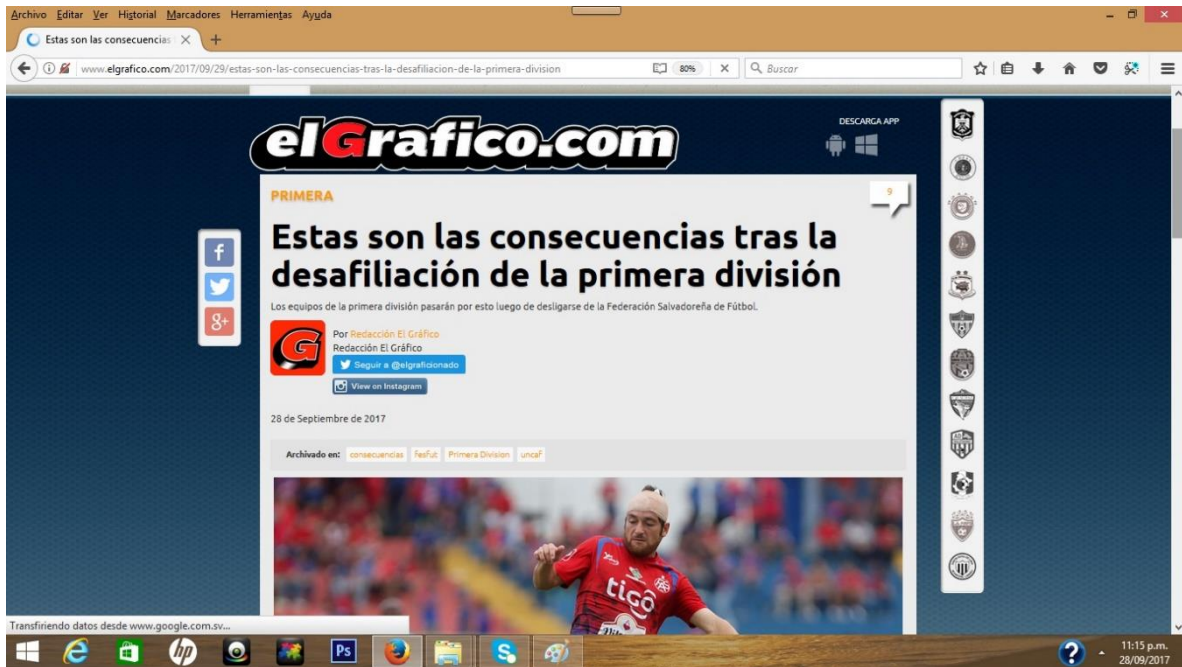 Archivo Editar Ver Historial Marcadores Herramientas Ayuda
Estas son las consecuencias
www.elgrafico.com/2017/09/29/estas-son-las-consecuencias-tras-la-desafiliacion-de-la-primera-division
80%
Buscar
elGrafico.com
DESCARGA APP
PRIMERA
9
Estas son las consecuencias tras la
desafiliación de la primera división
Los equipos de la primera división pasarán por esto luego de desligarse de la Federación Salvadoreña de Fútbol.
Por Redacción El Gráfico
Redacción El Gráfico
Seguir a @elgraficionado
View on Instagram
28 de Septiembre de 2017
Archivado en: consecuencias fesfut Primera Division uncaf
f
8+
G
tigo
Transfiriendo datos desde www.google.com.sv...
hp
Ps
S
?
11:15 p.m.
28/09/2017